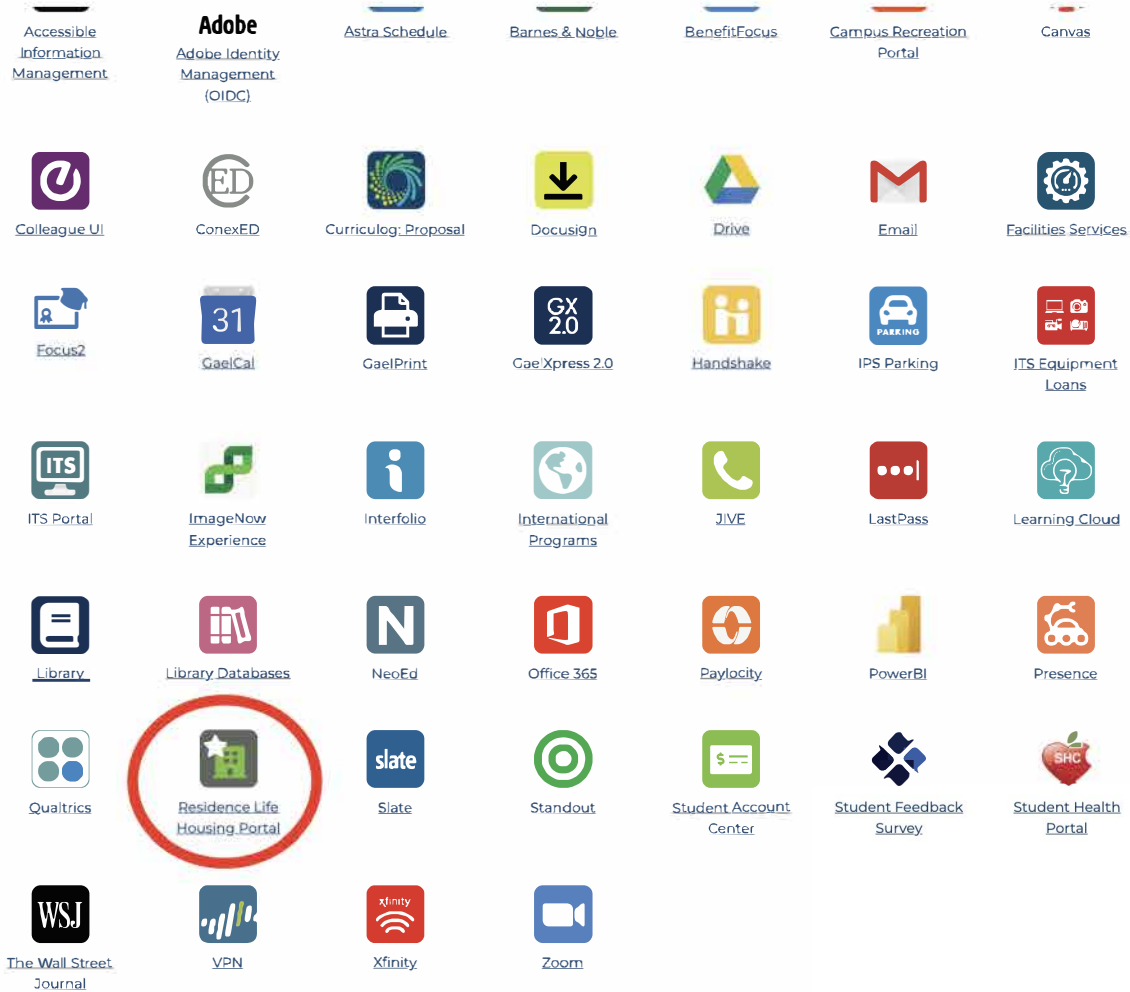 Adobe
Accessible
Information
Management
Adobe Identity
Management
(OIDC)
Astra Schedule
Barnes & Noble
BenefitFocus
Campus Recreation
Portal
Canvas
ED
31
GX
2.0
PARKING
Colleague UI
ConexED
Curriculog: Proposal
Docusign
Drive
Email
Facilities Services
Focus2
GaelCal
GaelPrint
GaelXpress 2.0
Handshake
IPS Parking
ITS Equipment
Loans
ITS
ITS Portal
ImageNow
Experience
Interfolio
International
Programs
JIVE
LastPass
Learning Cloud
N
Library
Library Databases
NeoEd
Office 365
Paylocity
PowerBI
Presence
slate
$
SHC
Qualtrics
Residence Life
Housing Portal
Slate
Standout
Student Account
Center
Student Feedback
Survey
Student Health
Portal
WSJ
xfinity
The Wall Street
Journal
VPN
Xfinity
Zoom